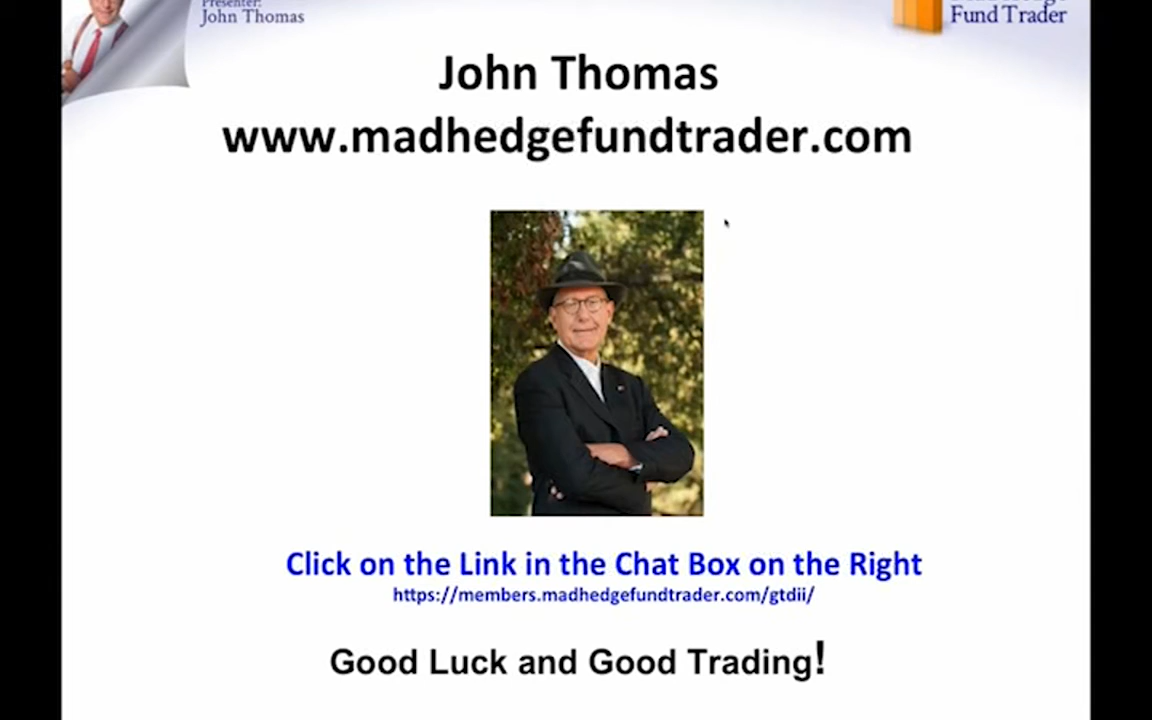 Presenter:
John Thomas
Fund Trader
John Thomas
www.madhedgefundtrader.com
Click on the Link in the Chat Box on the Right
https://members.madhedgefundtrader.com/gtdii/
Good Luck and Good Trading!